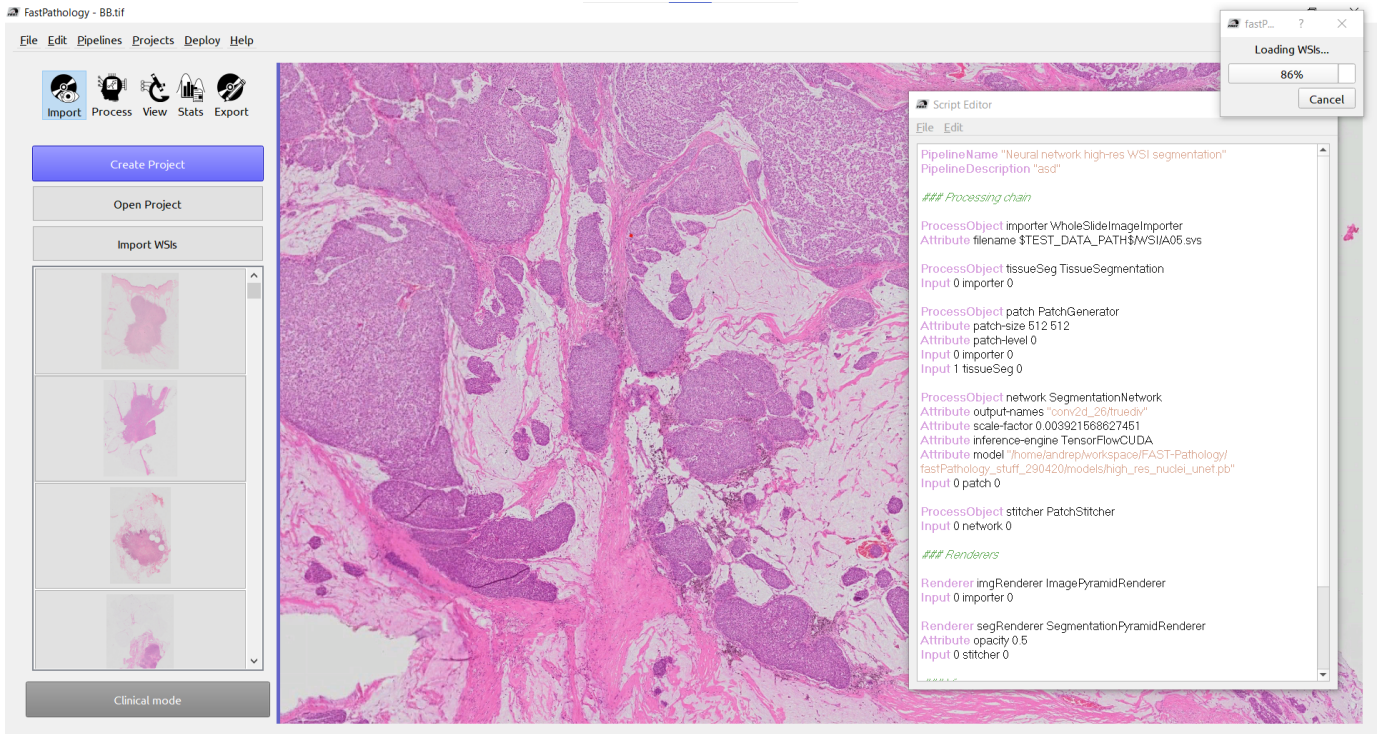 FastPathology - BB.tif
fastP...
?
Loading WSIs...
86%
Cancel
File Edit Pipelines Projects Deploy Help
Import Process View Stats Export
Create Project
Open Project
Import WSIs
Clinical mode
Script Editor
File Edit
PipelineName "Neural network high-res WSI segmentation"
PipelineDescription "asd"
### Processing chain
ProcessObject importer WholeSlideImageImporter
Attribute filename $TEST_DATA_PATH$/WSI/A05.svs
ProcessObject tissueSeg TissueSegmentation
Input 0 importer 0
ProcessObject patch PatchGenerator
Attribute patch-size 512 512
Attribute patch-level 0
Input 0 importer 0
Input 1 tissueSeg 0
ProcessObject network SegmentationNetwork
Attribute output-names "conv2d_26/truediv"
Attribute scale-factor 0.003921568627451
Attribute inference-engine TensorFlowCUDA
Attribute model "/home/andrep/workspace/FAST-Pathology/
fastPathology_stuff_290420/models/high_res_nuclei_unet.pb"
Input 0 patch 0
ProcessObject stitcher PatchStitcher
Input 0 network 0
### Renderers
Renderer imgRenderer ImagePyramidRenderer
Input 0 importer 0
Renderer segRenderer SegmentationPyramidRenderer
Attribute opacity 0.5
Input 0 stitcher 0